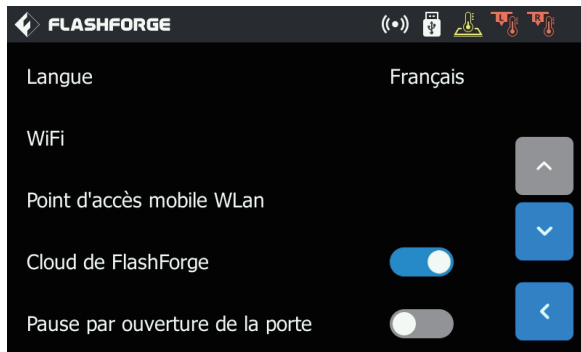 FLASHFORGE
L R
Langue Français
WiFi
Point d'accès mobile WLan
Cloud de FlashForge
Pause par ouverture de la porte